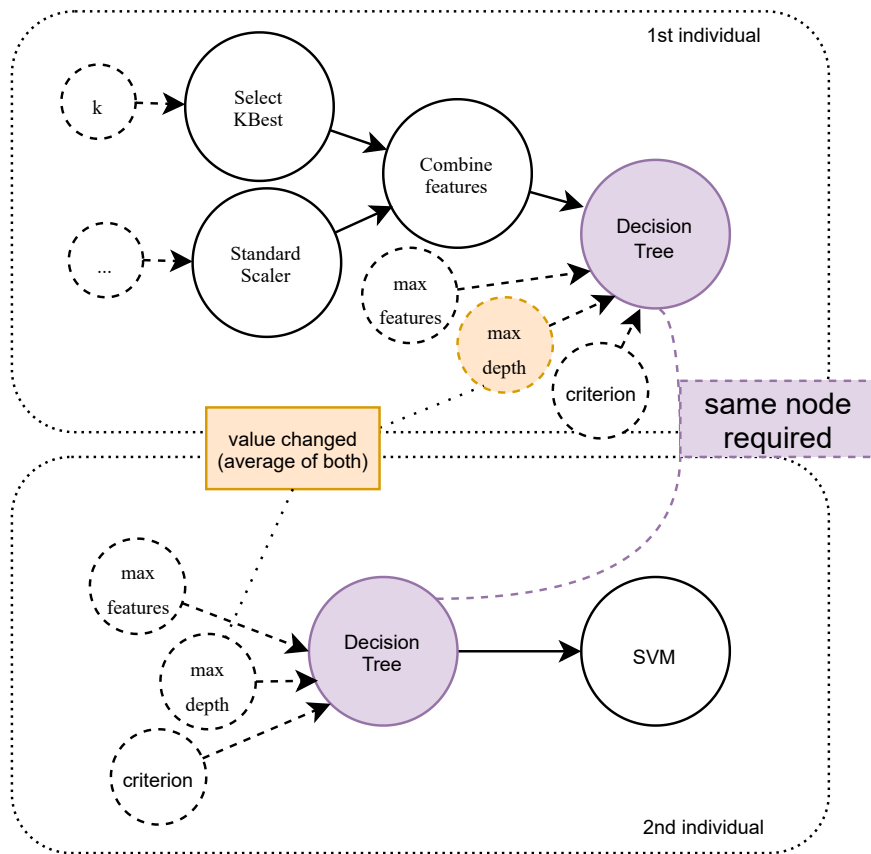 1st individual
k
Select
KBest
Combine
features
Decision
Tree
...
Standard
Scaler
max
features
max
depth
criterion
same node
required
value changed
(average of both)
max
features
Decision
Tree
SVM
max
depth
criterion
2nd individual